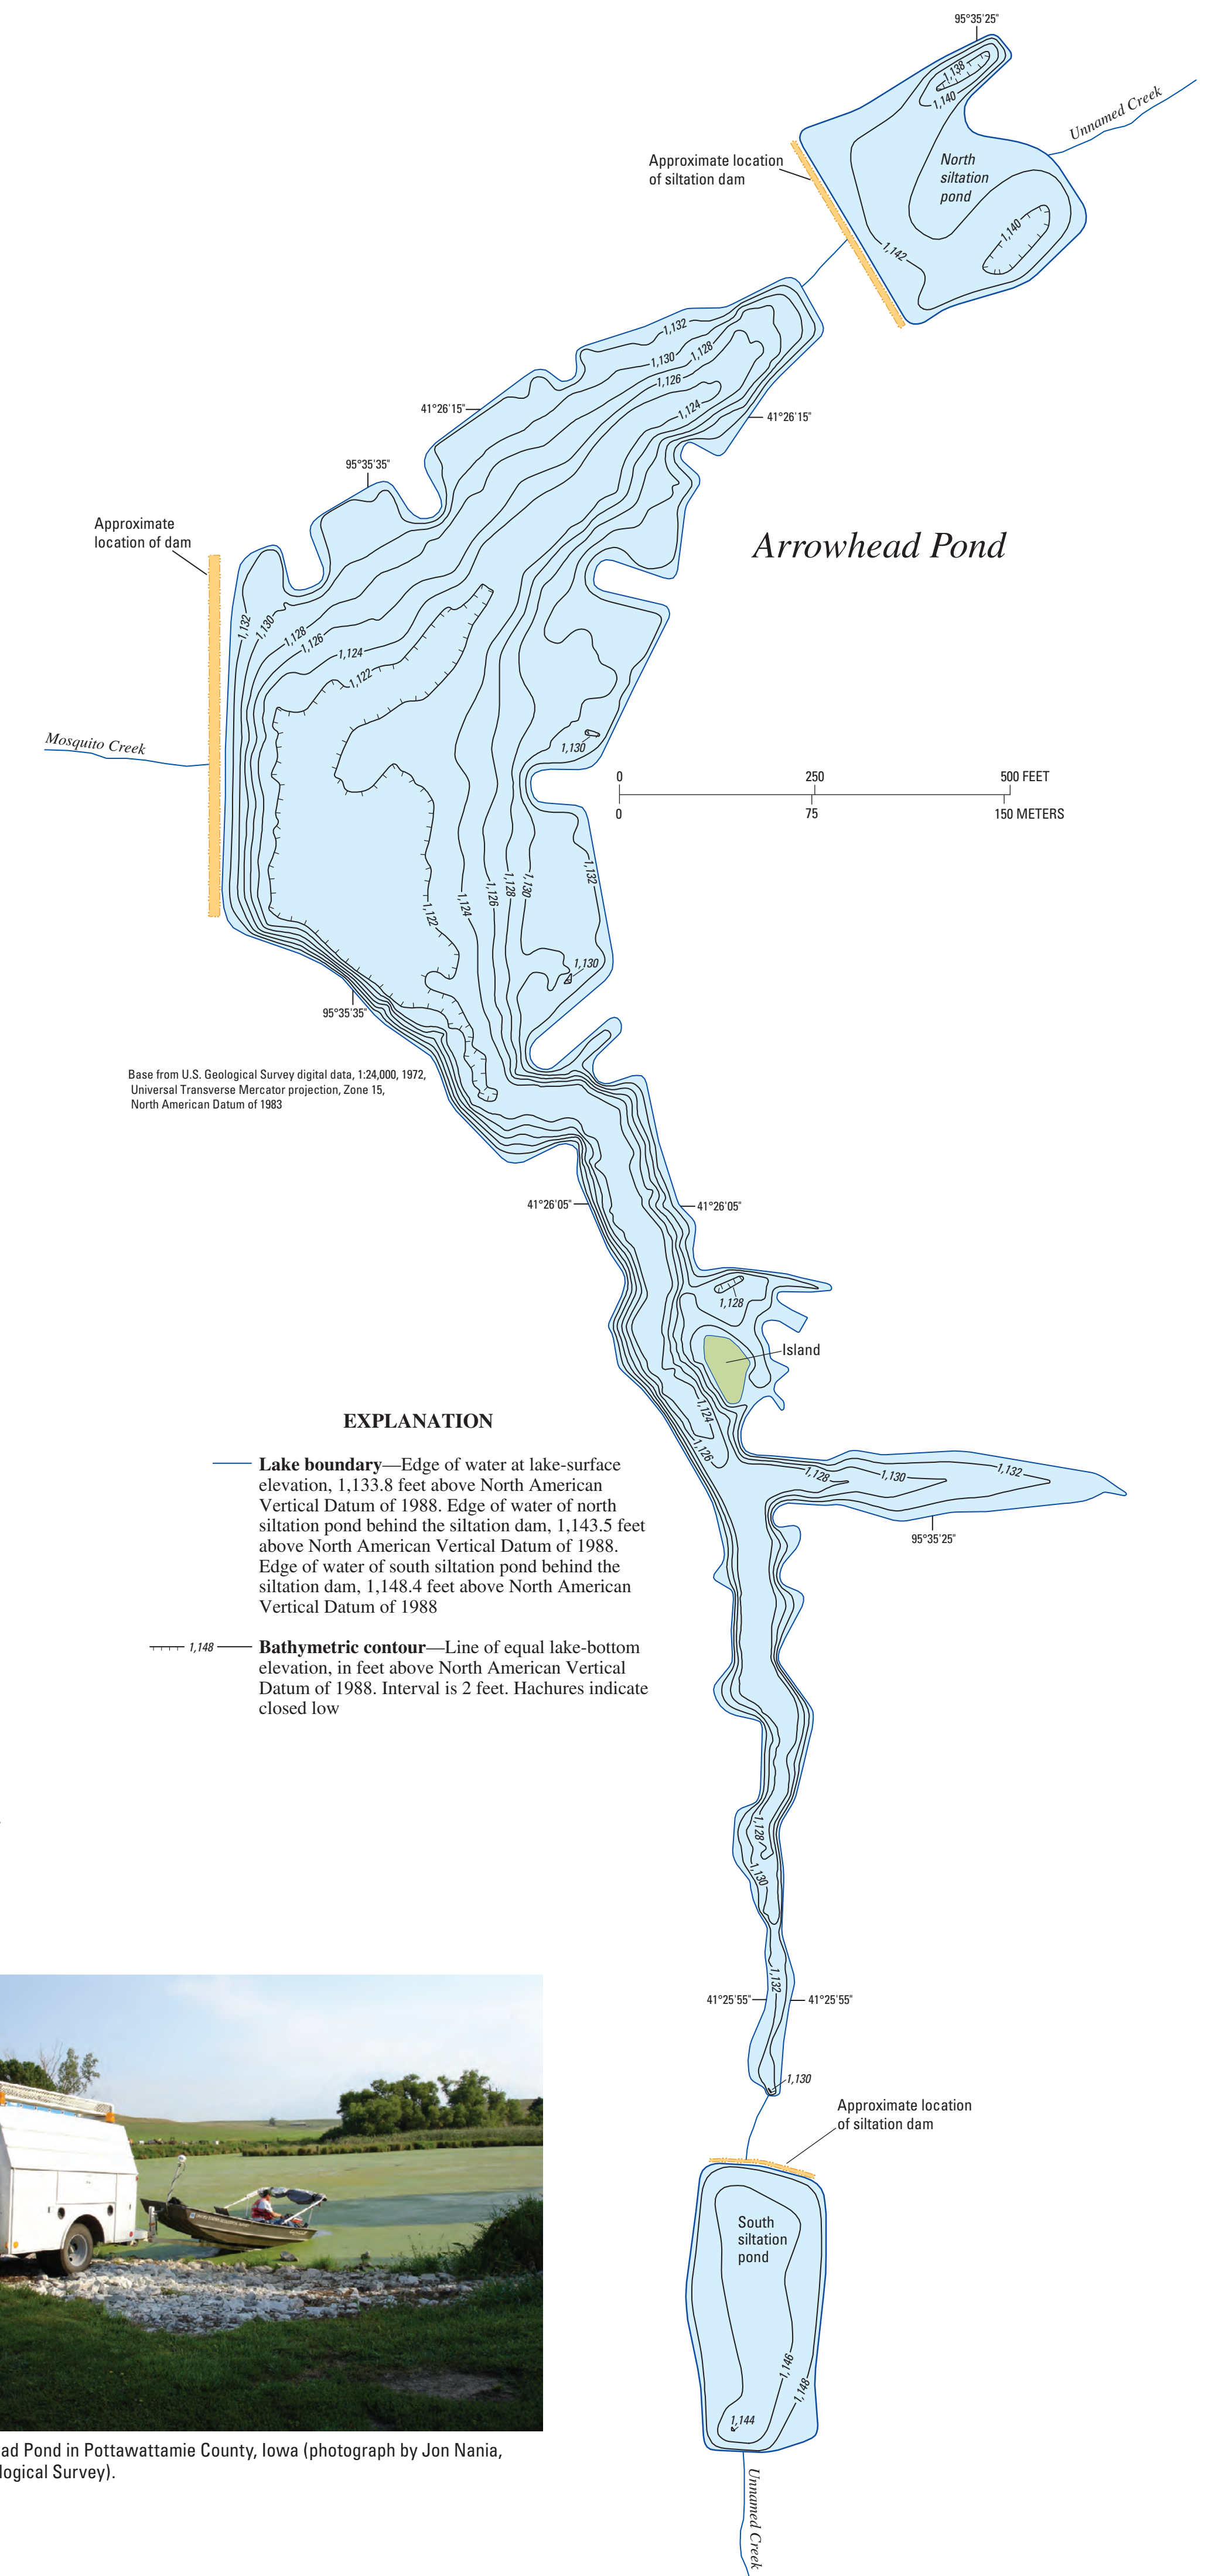 95°35'25"
1,138
1,140
Unnamed Creek
Approximate location
of siltation dam
North
siltation
pond
1,140
1,142
1,132
1,130
1,128
1,126
1,124
41°26'15"
41°26'15"
95°35'35"
Approximate
location of dam
Arrowhead Pond
1,132
1,130
1,128
1,126
1,124
1,122
Mosquito Creek
1,130
0 250 500 FEET
0 75 150 METERS
1,132
1,130
1,128
1,126
1,124
1,122
1,130
95°35'35"
Base from U.S. Geological Survey digital data, 1:24,000, 1972,
Universal Transverse Mercator projection, Zone 15,
North American Datum of 1983
41°26'05"
41°26'05"
1,128
Island
1,124
1,126
1,128
1,130
1,132
95°35'25"
EXPLANATION
Lake boundary—Edge of water at lake-surface
elevation, 1,133.8 feet above North American
Vertical Datum of 1988. Edge of water of north
siltation pond behind the siltation dam, 1,143.5 feet
above North American Vertical Datum of 1988.
Edge of water of south siltation pond behind the
siltation dam, 1,148.4 feet above North American
Vertical Datum of 1988
1,148 Bathymetric contour—Line of equal lake-bottom
elevation, in feet above North American Vertical
Datum of 1988. Interval is 2 feet. Hachures indicate
closed low
1,128
1,130
1,132
41°25'55"
41°25'55"
1,130
Approximate location
of siltation dam
South
siltation
pond
1,146
1,148
1,144
Unnamed Creek
ad Pond in Pottawattamie County, Iowa (photograph by Jon Nania,
logical Survey).